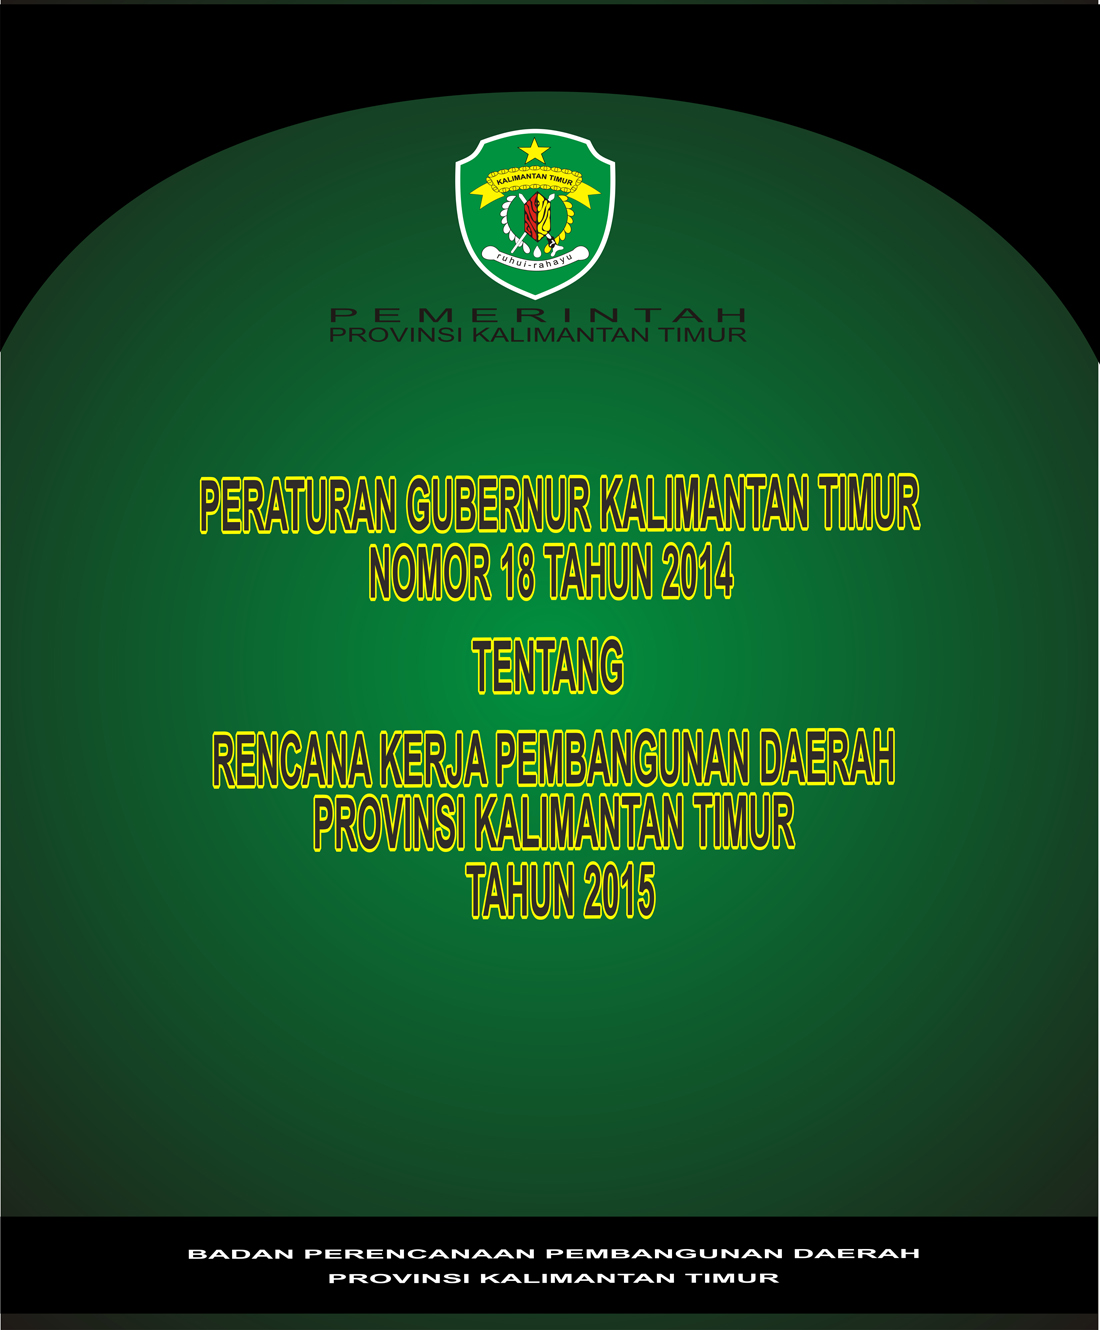 KALIMANTAN TIMUR
ruhui-rahayu
PEMERINTAH
PROVINSI KALIMANTAN TIMUR
PERATURAN GUBERNUR KALIMANTAN TIMUR
NOMOR 18 TAHUN 2014
TENTANG
RENCANA KERJA PEMBANGUNAN DAERAH
PROVINSI KALIMANTAN TIMUR
TAHUN 2015
BADAN PERENCANAAN PEMBANGUNAN DAERAH
PROVINSI KALIMANTAN TIMUR